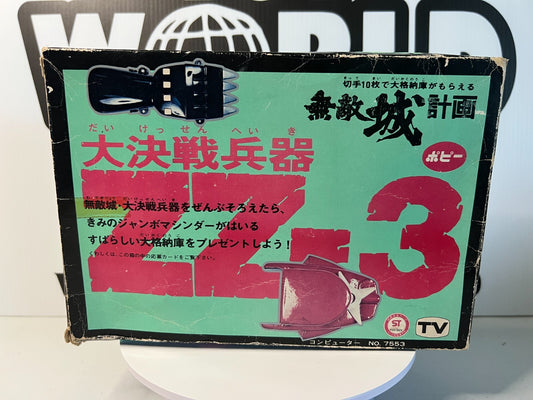 WORLD
切手10枚で大格納庫がもらえる
無敵城計画
だいけっせんへいき
大決戦兵器
ポピー
ZZ-3
無敵城・大決戦兵器をぜんぶそろえたら、
きみのジャンボマシンダーがはいる
すばらしい大格納庫をプレゼントしよう!
くわしくは、この箱の中の応募カードをご覧下さい。
ST
TV
コンピューター NO. 7553